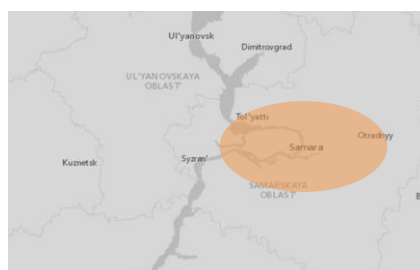 Ul'yanovsk
Dimitrovgrad
UL'YANOVSKAYA
OBLAST'
Tol'yatti
Otradnyy
Samara
Kuznetsk
Syzran'
SAMARSKAYA
OBLAST'